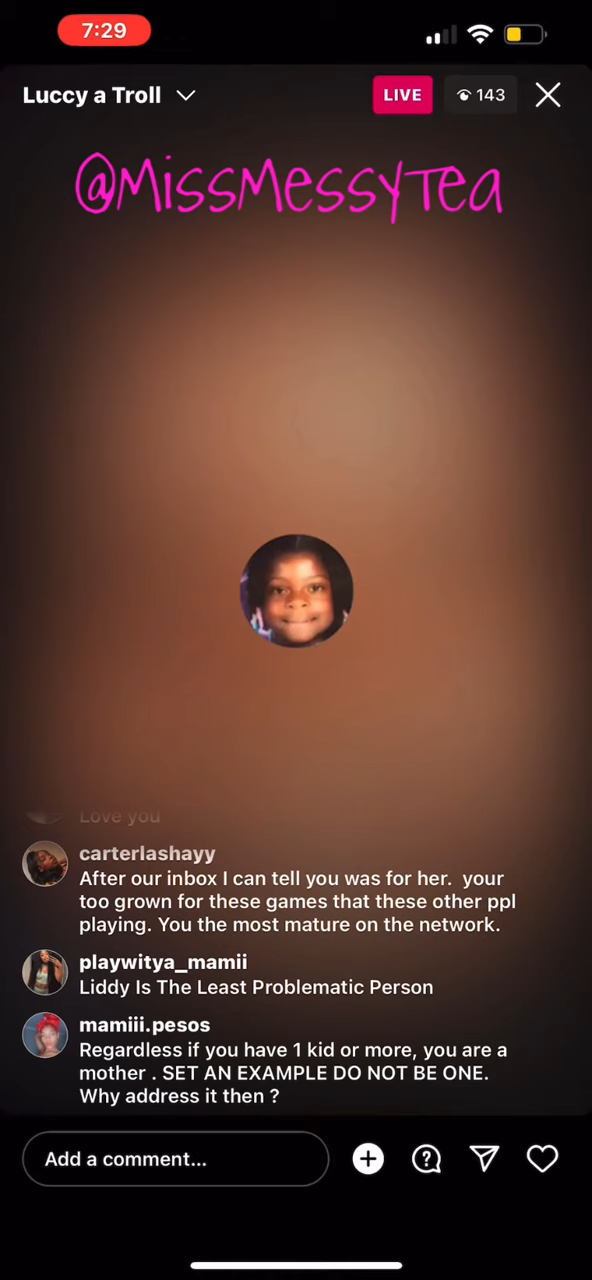 7:29
Luccy a Troll
LIVE
143
@MissMessyTea
Love you
carterlashayy
After our inbox I can tell you was for her.  your
too grown for these games that these other ppl
playing. You the most mature on the network.
playwitya_mamii
Liddy Is The Least Problematic Person
mamiii.pesos
Regardless if you have 1 kid or more, you are a
mother . SET AN EXAMPLE DO NOT BE ONE.
Why address it then ?
Add a comment...